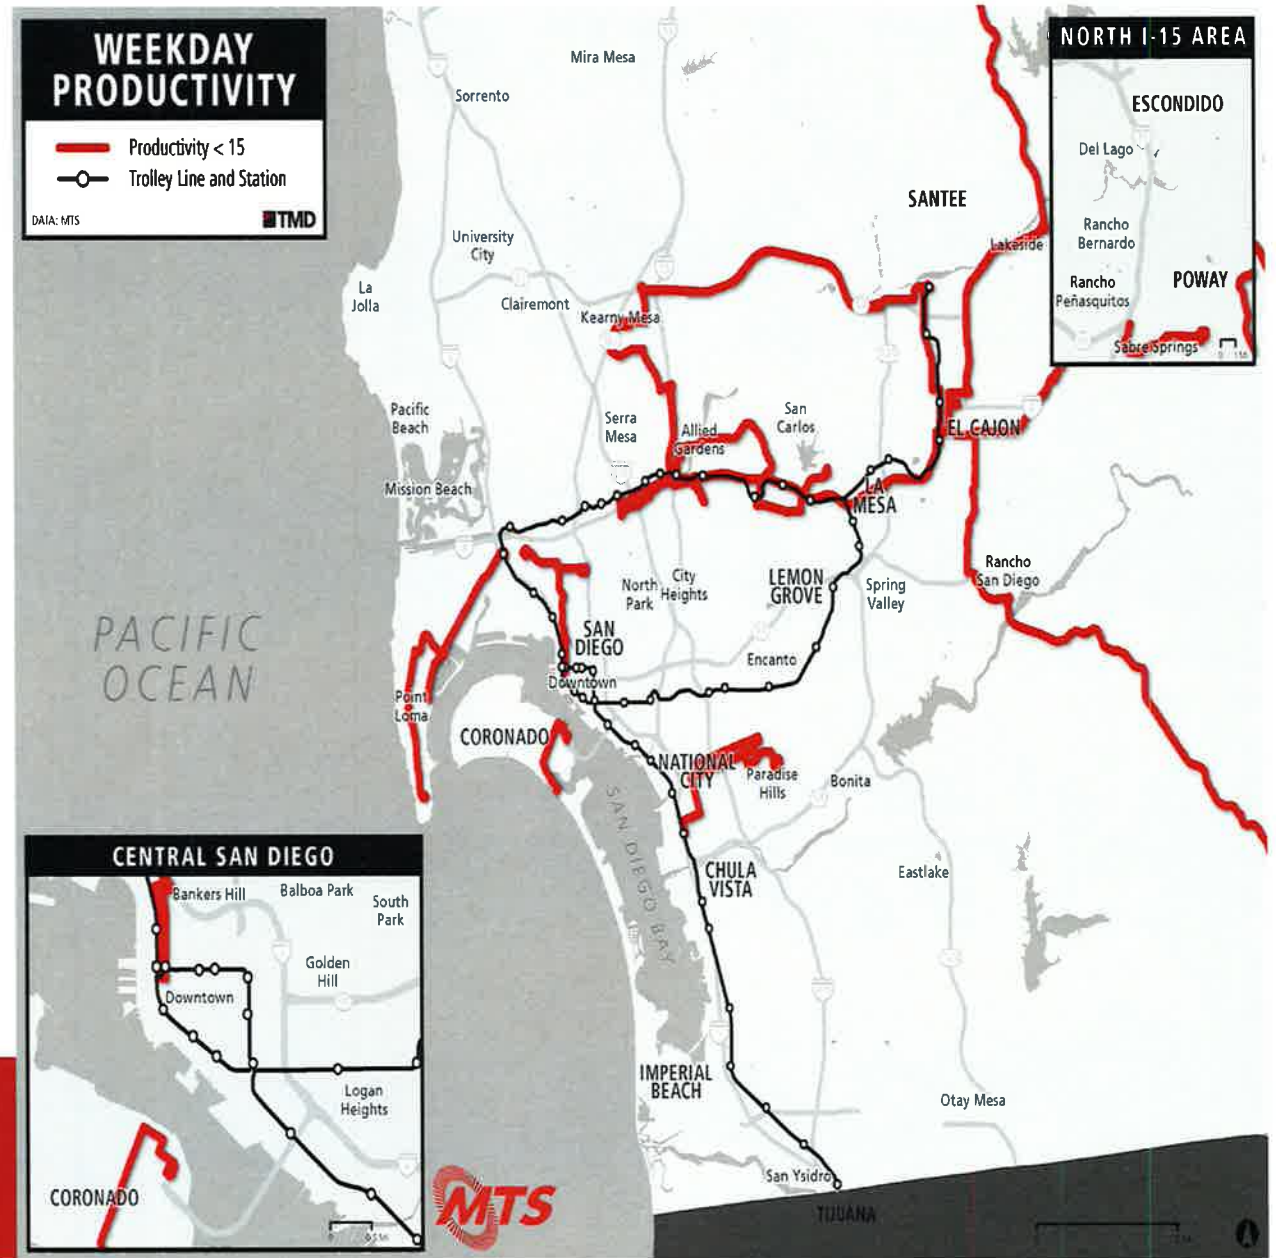 WEEKDAY
PRODUCTIVITY
Productivity < 15
Trolley Line and Station
DATA: MTS
TMD
NORTH I-15 AREA
ESCONDIDO
Del Lago
Rancho
Bernardo
POWAY
Rancho
Peñasquitos
Sabre Springs
Mira Mesa
Sorrento
SANTEE
Lakeside
University
City
La
Jolla
Clairemont
Kearny Mesa
Pacific
Beach
Serra
Mesa
Allied
Gardens
San
Carlos
EL CAJON
Mission Beach
LA
MESA
Rancho
San Diego
North
Park
City
Heights
LEMON
GROVE
Spring
Valley
PACIFIC
OCEAN
SAN
DIEGO
Encanto
Downtown
Point
Loma
CORONADO
NATIONAL
CITY
Paradise
Hills
Bonita
SAN DIEGO BAY
CHULA
VISTA
Eastlake
IMPERIAL
BEACH
Otay Mesa
San Ysidro
TIJUANA
CENTRAL SAN DIEGO
Bankers Hill
Balboa Park
South
Park
Golden
Hill
Downtown
Logan
Heights
CORONADO
MTS